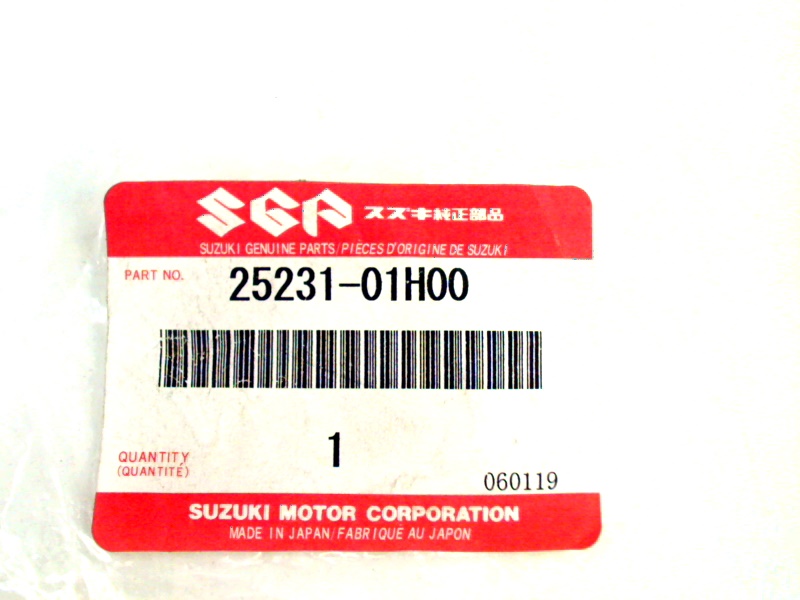 SGP スズキ純正部品
SUZUKI GENUINE PARTS/PIÈCES D'ORIGINE DE SUZUKI
PART NO. 25231-01H00
QUANTITY 1
(QUANTITÉ)
060119
SUZUKI MOTOR CORPORATION
MADE IN JAPAN/FABRIQUE AU JAPON